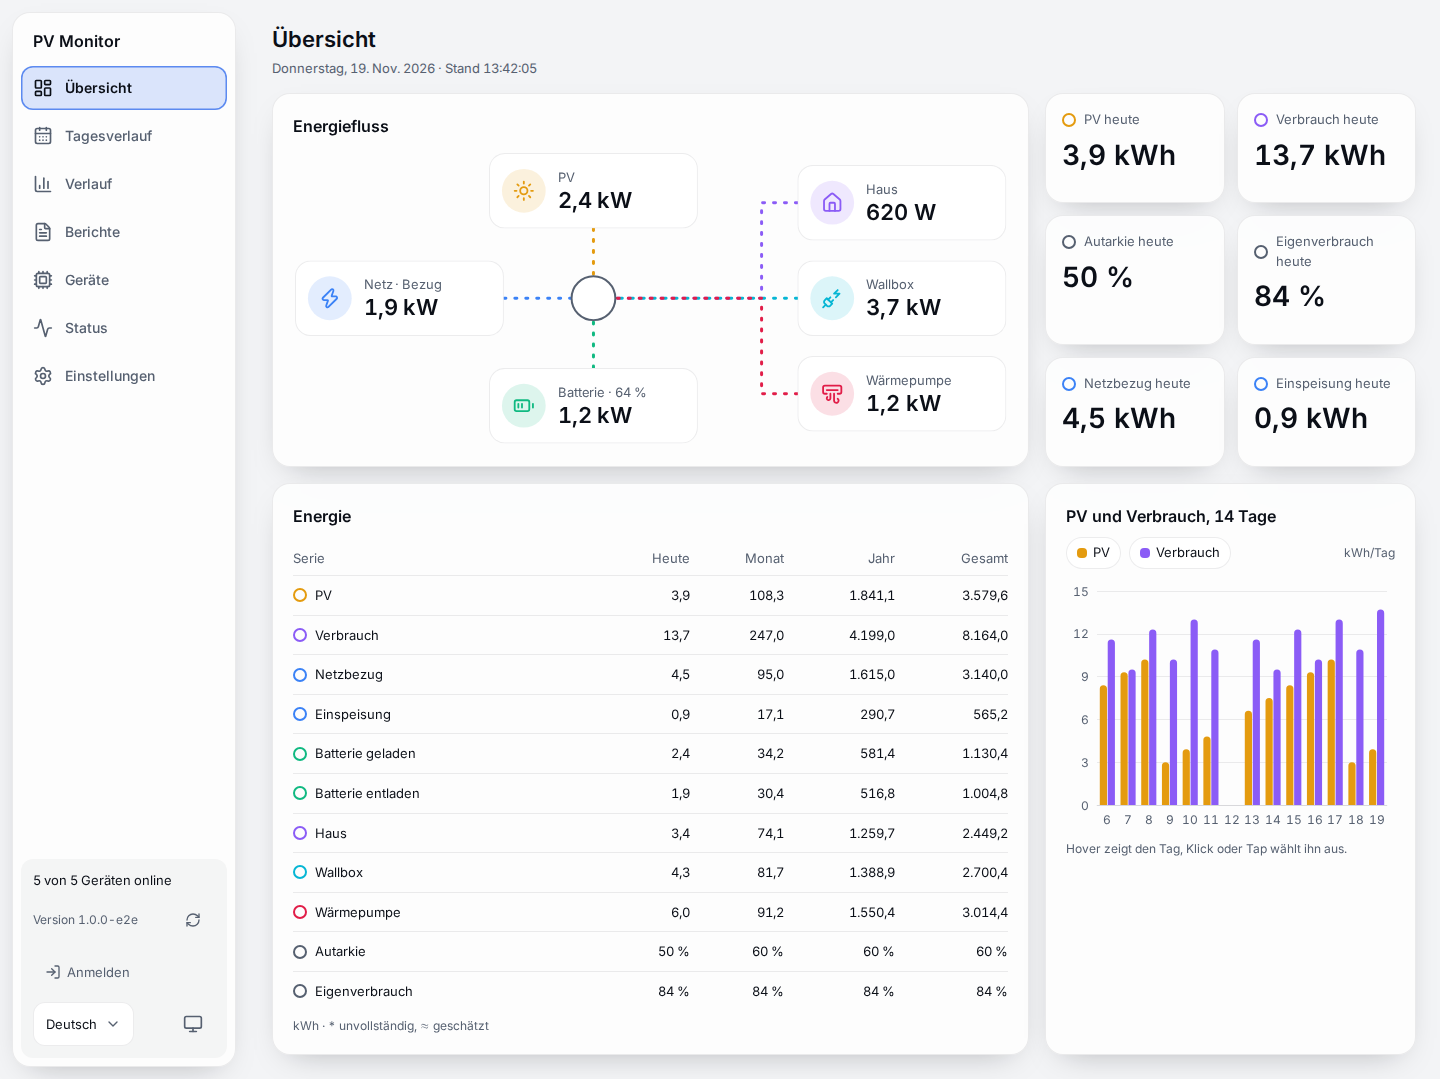 PV Monitor
Übersicht
Tagesverlauf
Verlauf
Berichte
Geräte
Status
Einstellungen
5 von 5 Geräten online
Version 1.0.0-e2e
Anmelden
Deutsch
Übersicht
Donnerstag, 19. Nov. 2026 · Stand 13:42:05
Energiefluss
PV
2,4 kW
Netz · Bezug
1,9 kW
Batterie · 64 %
1,2 kW
Haus
620 W
Wallbox
3,7 kW
Wärmepumpe
1,2 kW
PV heute
3,9 kWh
Verbrauch heute
13,7 kWh
Autarkie heute
50 %
Eigenverbrauch
heute
84 %
Netzbezug heute
4,5 kWh
Einspeisung heute
0,9 kWh
Energie
Serie Heute Monat Jahr Gesamt
PV 3,9 108,3 1.841,1 3.579,6
Verbrauch 13,7 247,0 4.199,0 8.164,0
Netzbezug 4,5 95,0 1.615,0 3.140,0
Einspeisung 0,9 17,1 290,7 565,2
Batterie geladen 2,4 34,2 581,4 1.130,4
Batterie entladen 1,9 30,4 516,8 1.004,8
Haus 3,4 74,1 1.259,7 2.449,2
Wallbox 4,3 81,7 1.388,9 2.700,4
Wärmepumpe 6,0 91,2 1.550,4 3.014,4
Autarkie 50 % 60 % 60 % 60 %
Eigenverbrauch 84 % 84 % 84 % 84 %
kWh · * unvollständig, ≈ geschätzt
PV und Verbrauch, 14 Tage
PV Verbrauch kWh/Tag
15
12
9
6
3
0
6 7 8 9 10 11 12 13 14 15 16 17 18 19
Hover zeigt den Tag, Klick oder Tap wählt ihn aus.